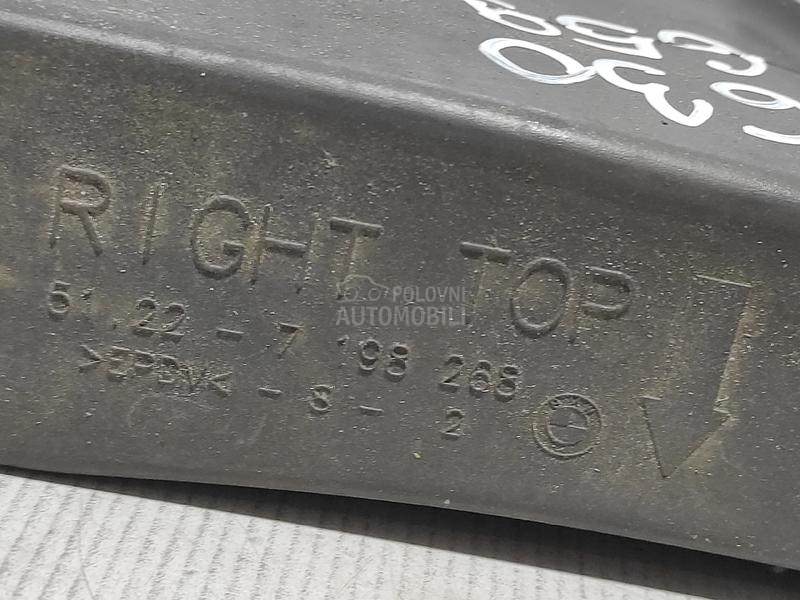 RIGHT TOP
51.22 - 7 198 268
>EPDM< - 8 - 2
POLOVNI
AUTOMOBILI